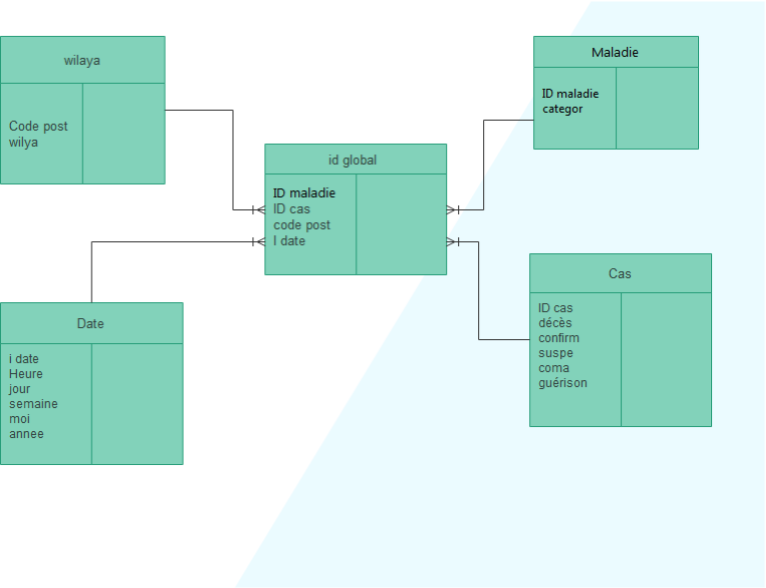 wilaya
Code post
wilya
Maladie
ID maladie
categor
id global
ID maladie
ID cas
code post
I date
Date
i date
Heure
jour
semaine
moi
annee
Cas
ID cas
décès
confirm
suspe
coma
guérison